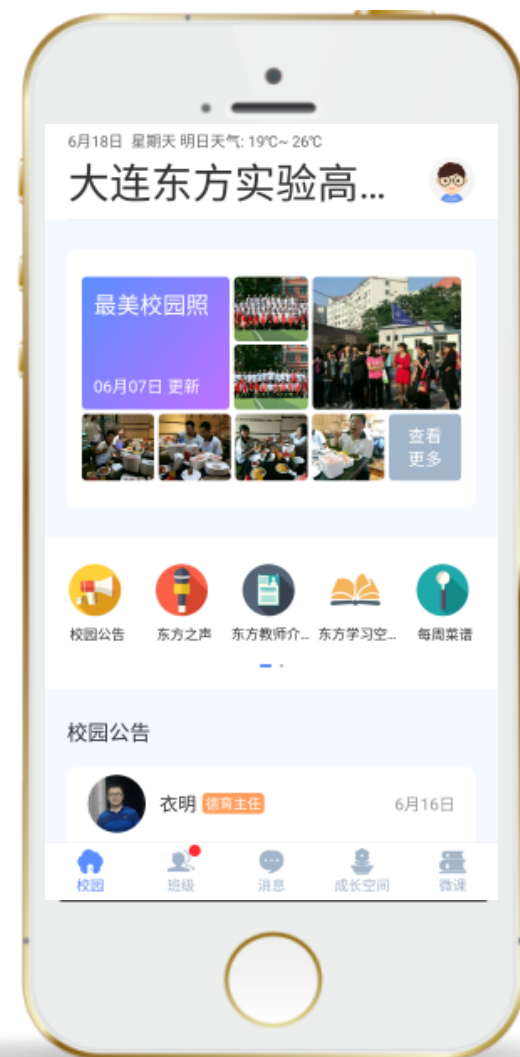 6月18日 星期天 明日天气: 19℃~ 26℃
大连东方实验高...
最美校园照
06月07日 更新
查看
更多
校园公告 东方之声 东方教师介... 东方学习空... 每周菜谱
校园公告
衣明 德育主任 6月16日
校园 班级 消息 成长空间 微课